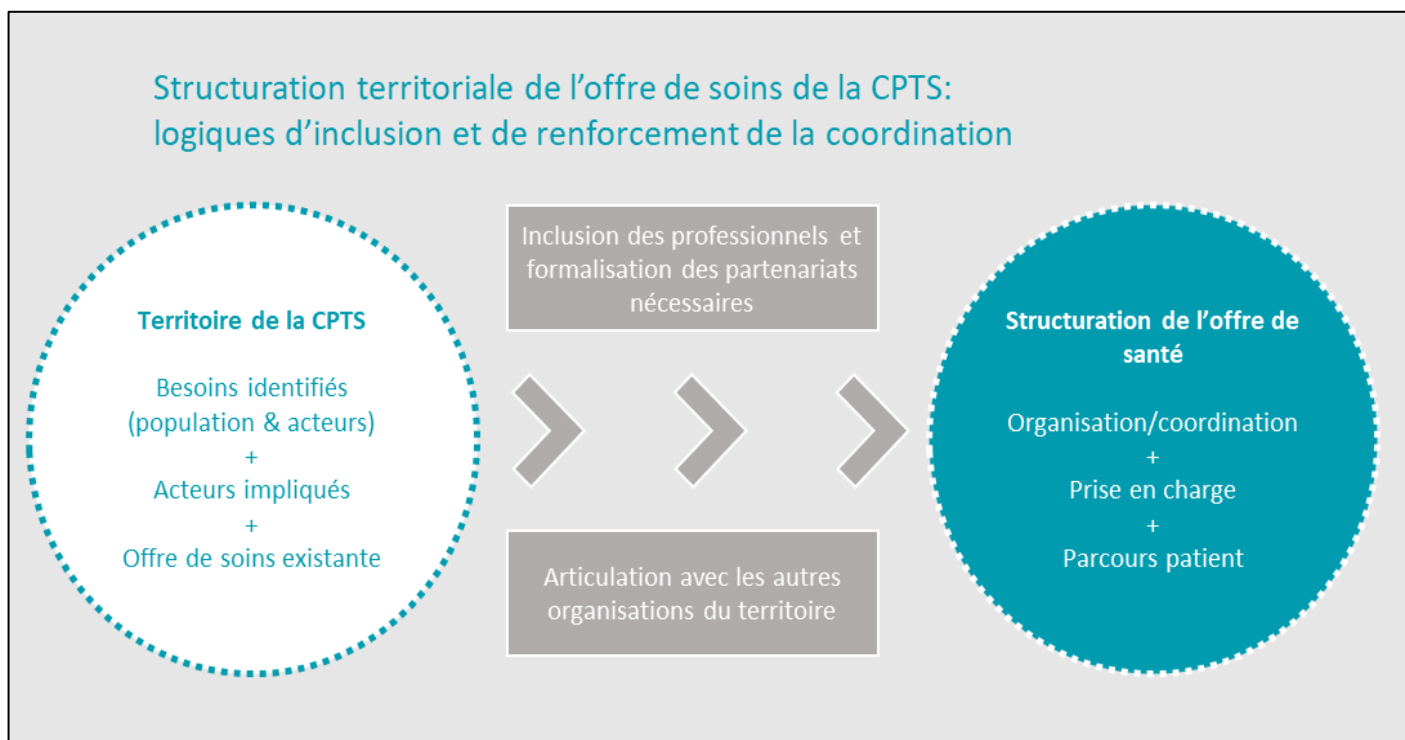 Structuration territoriale de l’offre de soins de la CPTS:
logiques d’inclusion et de renforcement de la coordination
Territoire de la CPTS
Besoins identifiés
(population & acteurs)
+
Acteurs impliqués
+
Offre de soins existante
Inclusion des professionnels et
formalisation des partenariats
nécessaires
Articulation avec les autres
organisations du territoire
Structuration de l’offre de
santé
Organisation/coordination
+
Prise en charge
+
Parcours patient